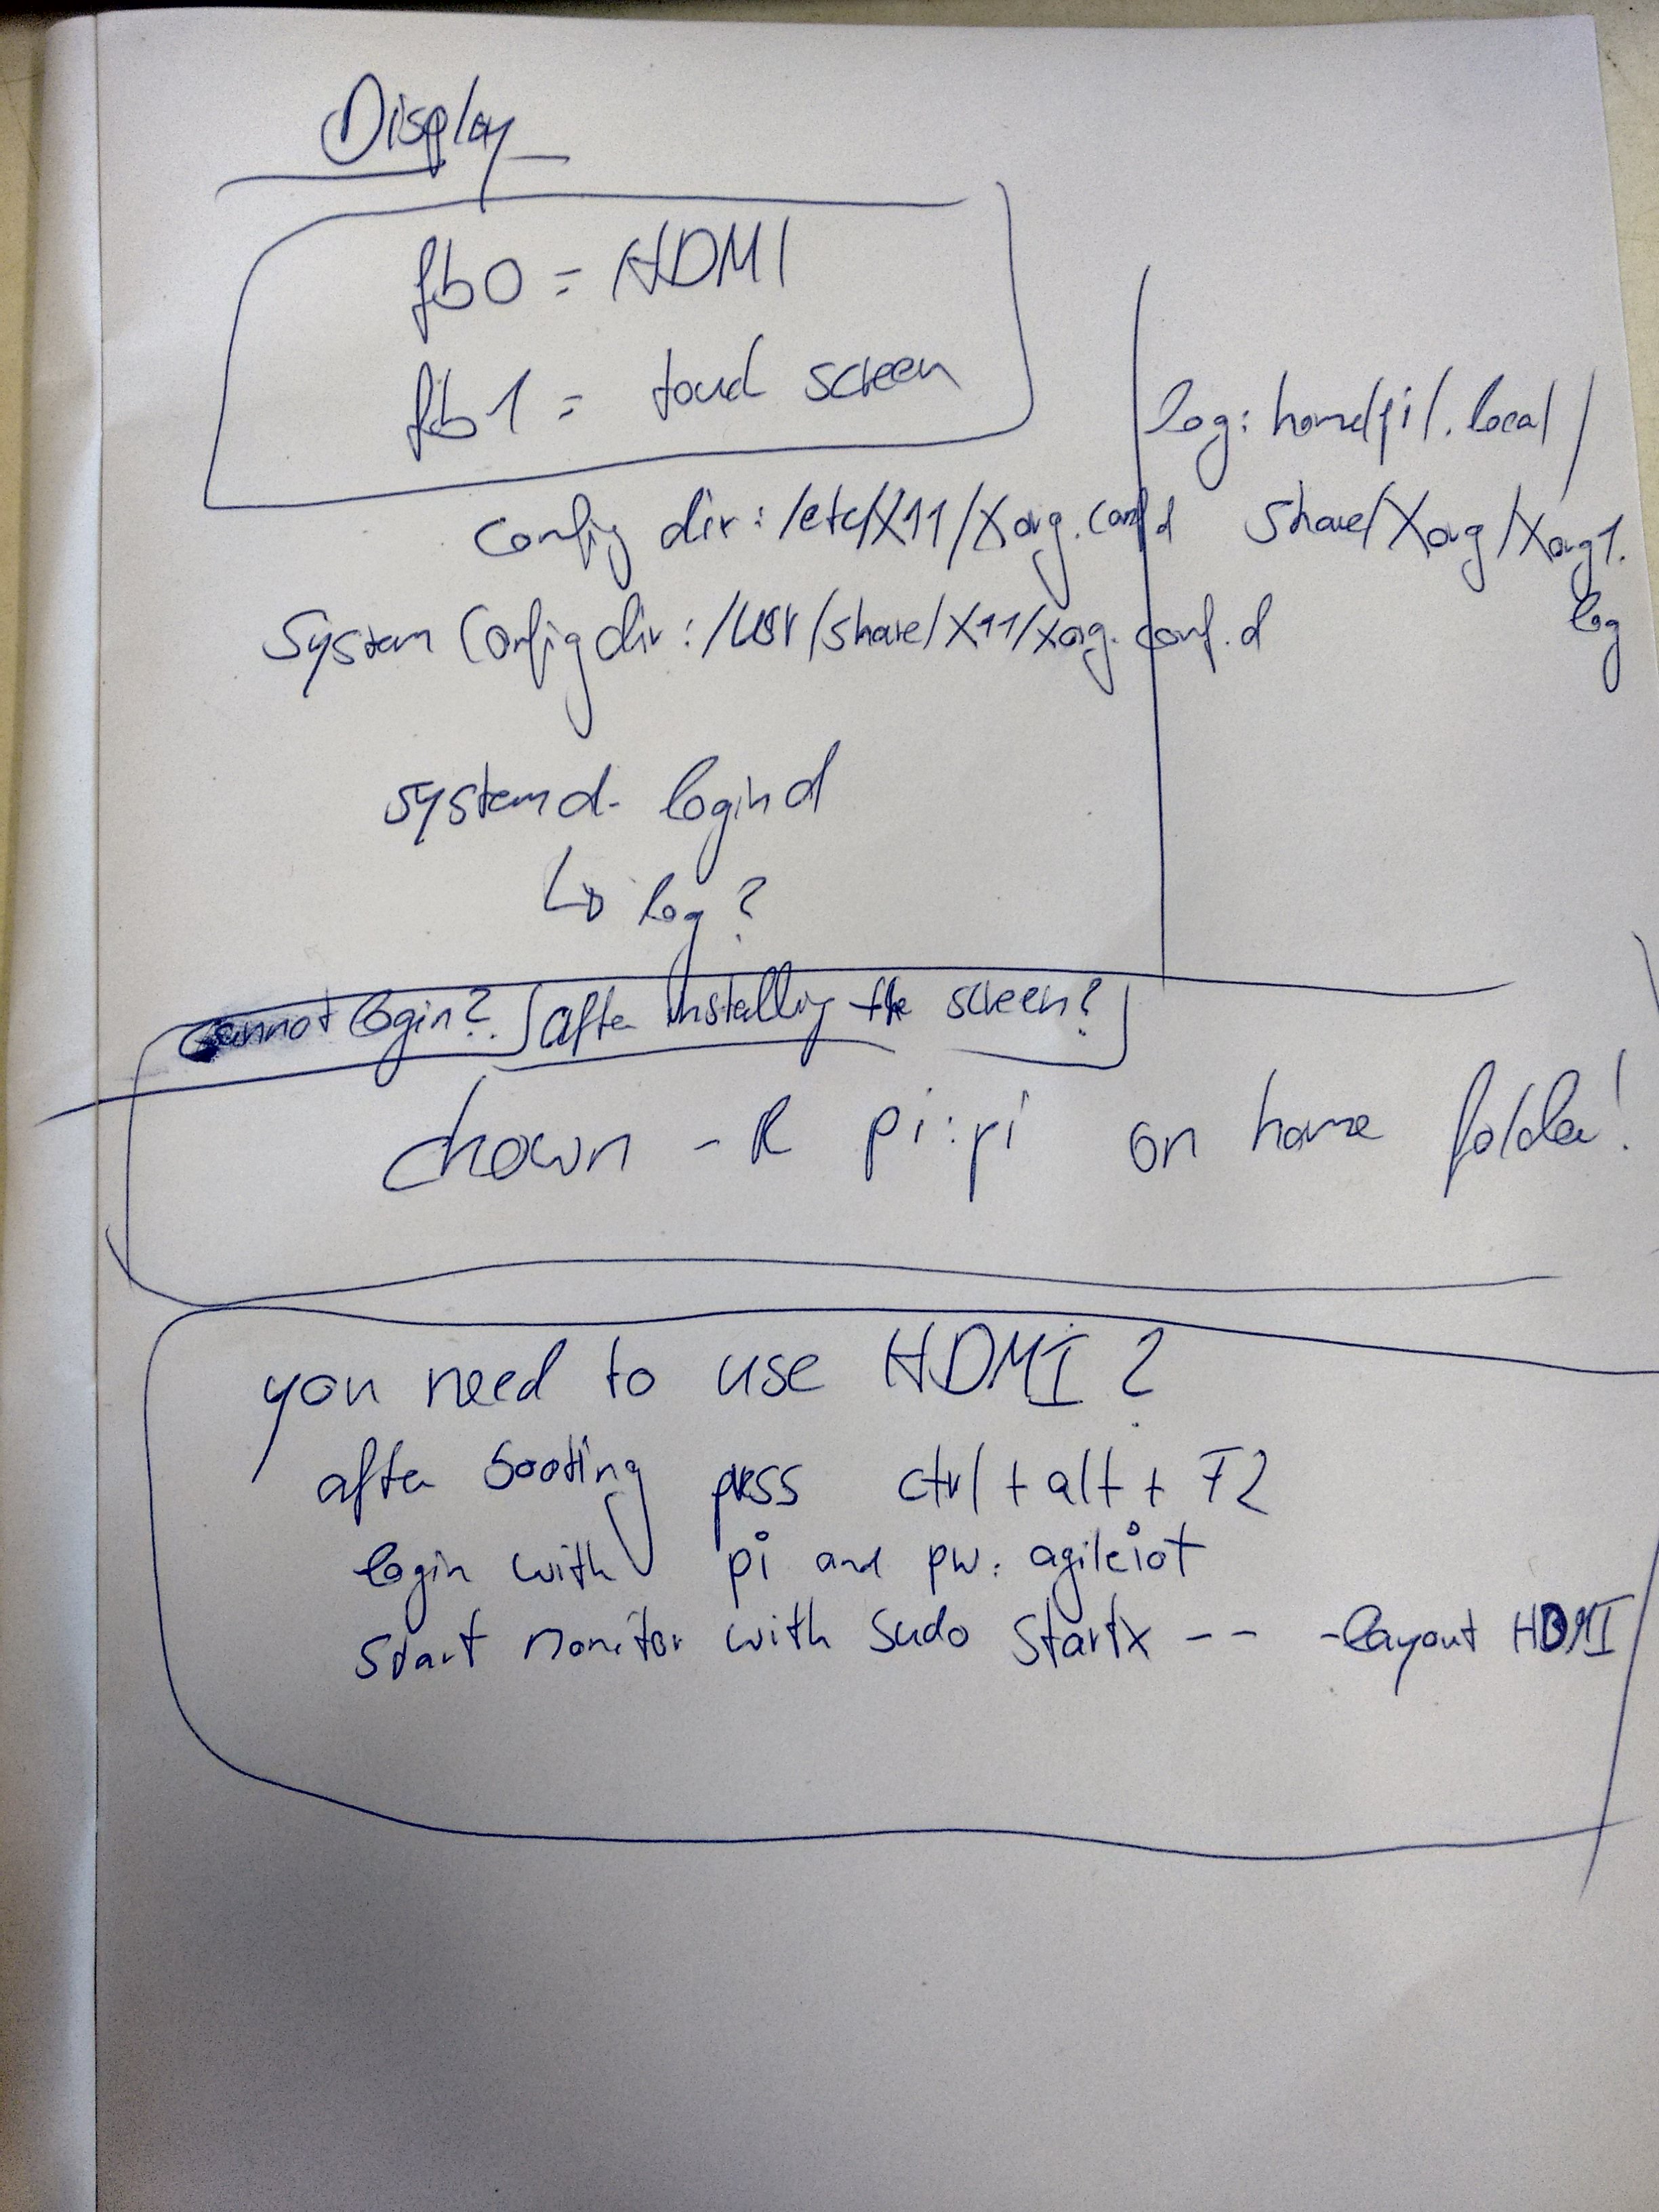 Display
fb0 = HDMI
fb1 = touch screen
config dir: /etc/X11/xorg.conf.d
System Config dir: /usr/share/X11/xorg.conf.d
log: home/pi/.local/
share/Xorg/Xorg1.
log
systemd-logind
↳ log?
Cannot login? [after installing the screen?]
chown -R pi:pi on home folder!
you need to use HDMI?
after booting press ctrl + alt + F2
login with pi and pw: agileiot
start monitor with sudo startx -- -layout HDMI